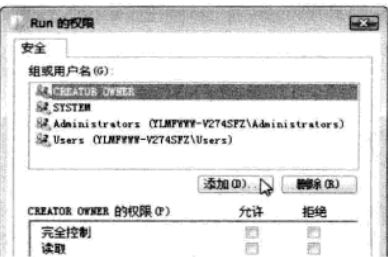 Run 的权限
安全
组或用户名(G):
CREATOR OWNER
SYSTEM
Administrators (YLMFWWW-V274SFZ\Administrators)
Users (YLMFWWW-V274SFZ\Users)
添加(D)... 删除(R)
CREATOR OWNER 的权限(P) 允许 拒绝
完全控制
读取